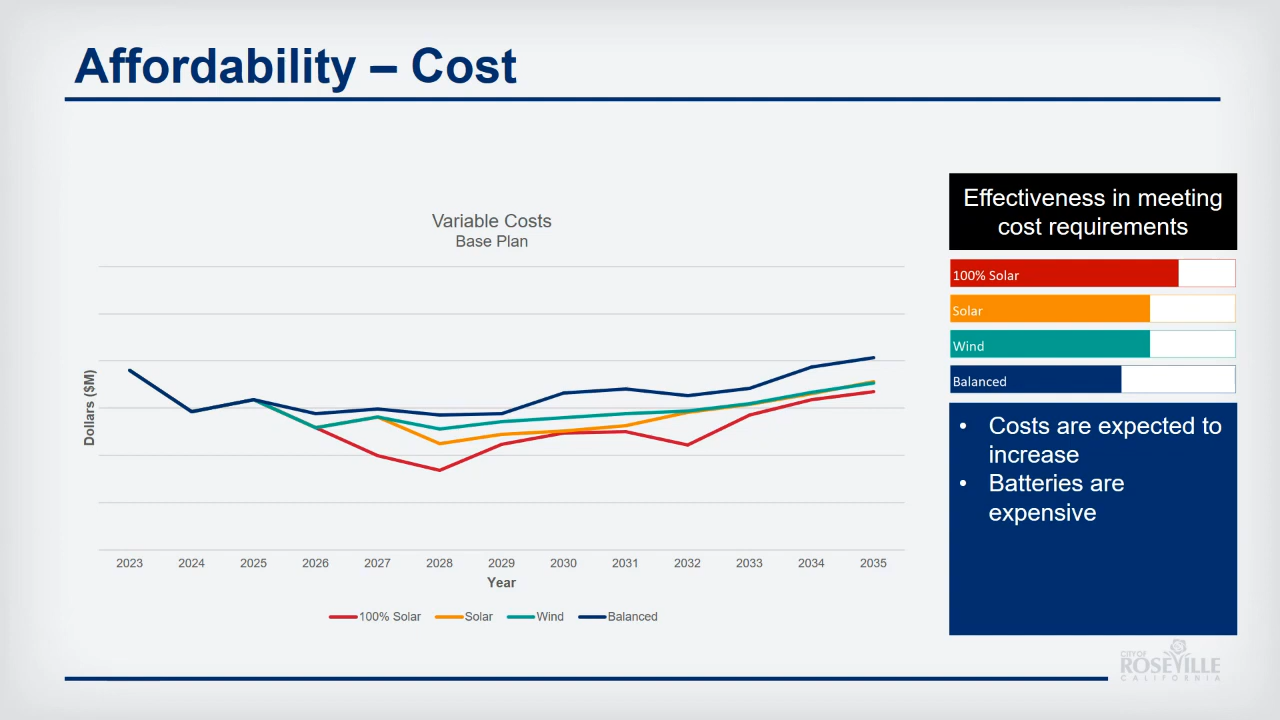 Affordability – Cost
Variable Costs
Base Plan
Dollars ($M)
2023 2024 2025 2026 2027 2028 2029 2030 2031 2032 2033 2034 2035
Year
100% Solar Solar Wind Balanced
Effectiveness in meeting
cost requirements
100% Solar
Solar
Wind
Balanced
• Costs are expected to
increase
• Batteries are
expensive
CITY OF
ROSEVILLE
CALIFORNIA